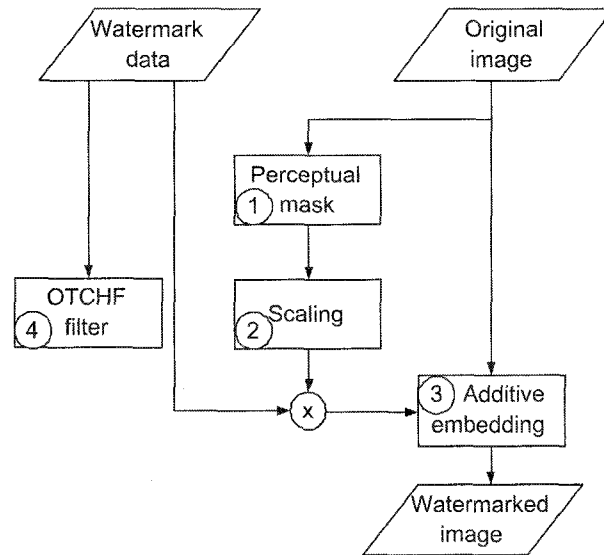 Watermark
data
Original
image
Perceptual
1 mask
OTCHF
4 filter
Scaling
2
x
3 Additive
embedding
Watermarked
image